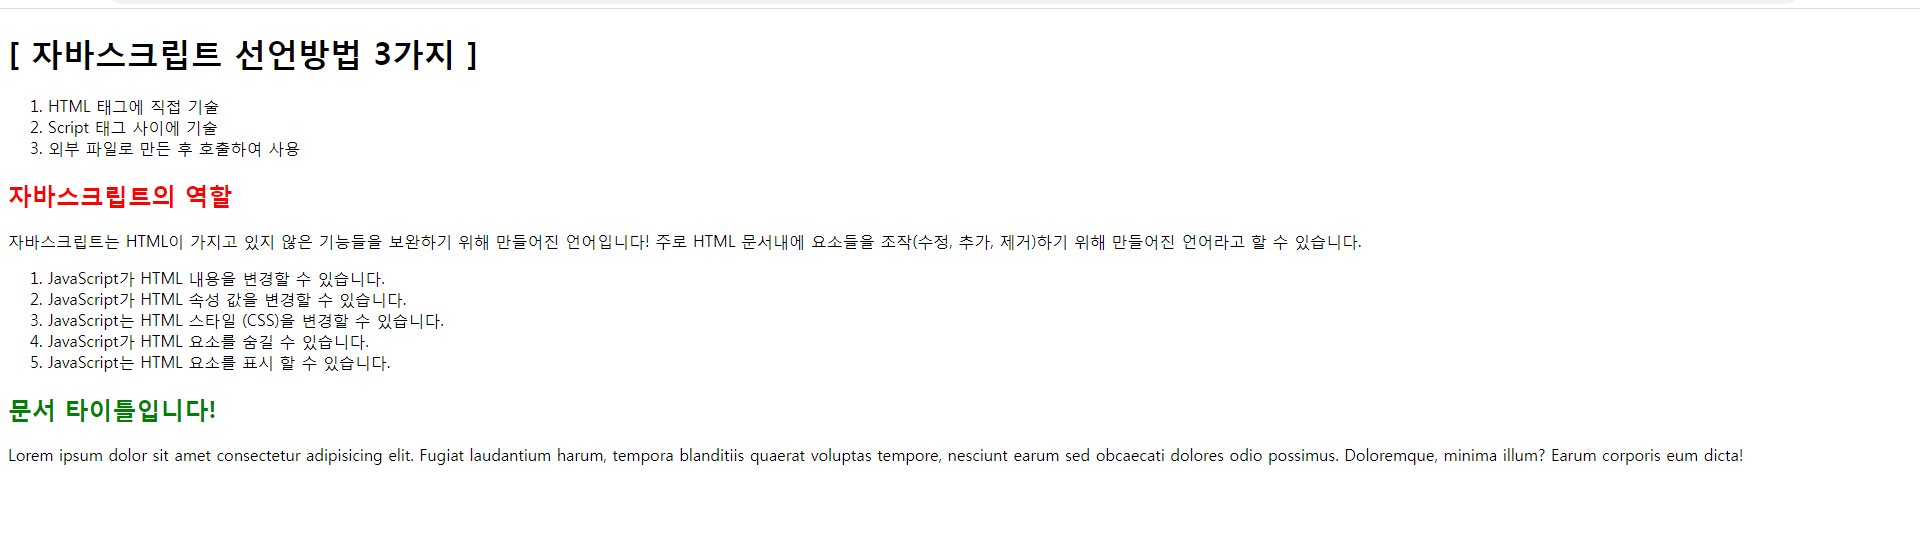 [ 자바스크립트 선언방법 3가지 ]
1. HTML 태그에 직접 기술
2. Script 태그 사이에 기술
3. 외부 파일로 만든 후 호출하여 사용
자바스크립트의 역할
자바스크립트는 HTML이 가지고 있지 않은 기능들을 보완하기 위해 만들어진 언어입니다! 주로 HTML 문서내에 요소들을 조작(수정, 추가, 제거)하기 위해 만들어진 언어라고 할 수 있습니다.
1. JavaScript가 HTML 내용을 변경할 수 있습니다.
2. JavaScript가 HTML 속성 값을 변경할 수 있습니다.
3. JavaScript는 HTML 스타일 (CSS)을 변경할 수 있습니다.
4. JavaScript가 HTML 요소를 숨길 수 있습니다.
5. JavaScript는 HTML 요소를 표시 할 수 있습니다.
문서 타이틀입니다!
Lorem ipsum dolor sit amet consectetur adipisicing elit. Fugiat laudantium harum, tempora blanditiis quaerat voluptas tempore, nesciunt earum sed obcaecati dolores odio possimus. Doloremque, minima illum? Earum corporis eum dicta!